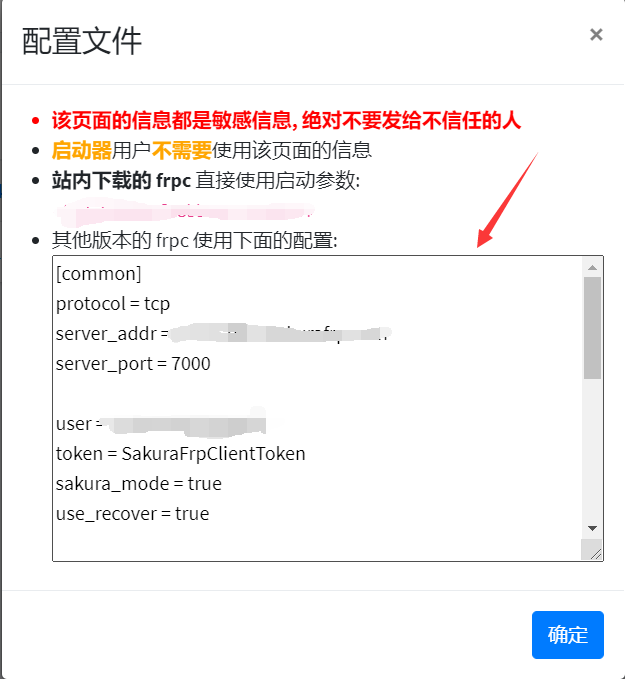 配置文件
×
该页面的信息都是敏感信息, 绝对不要发给不信任的人
启动器用户不需要使用该页面的信息
站内下载的 frpc 直接使用启动参数:
其他版本的 frpc 使用下面的配置:
[common]
protocol = tcp
server_addr =
server_port = 7000
user =
token = SakuraFrpClientToken
sakura_mode = true
use_recover = true
确定